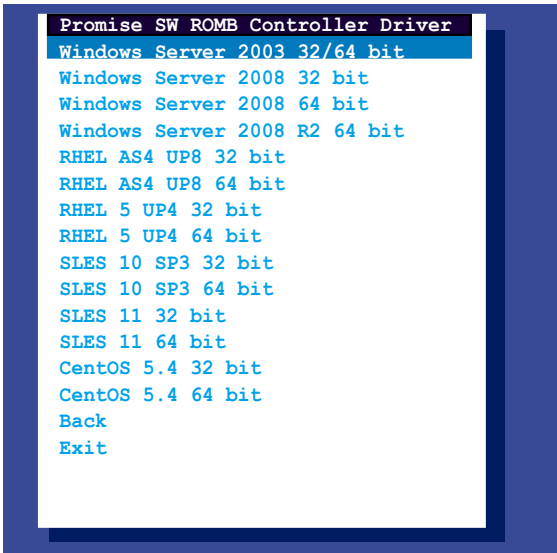 Promise SW ROMB Controller Driver
Windows Server 2003 32/64 bit
Windows Server 2008 32 bit
Windows Server 2008 64 bit
Windows Server 2008 R2 64 bit
RHEL AS4 UP8 32 bit
RHEL AS4 UP8 64 bit
RHEL 5 UP4 32 bit
RHEL 5 UP4 64 bit
SLES 10 SP3 32 bit
SLES 10 SP3 64 bit
SLES 11 32 bit
SLES 11 64 bit
CentOS 5.4 32 bit
CentOS 5.4 64 bit
Back
Exit